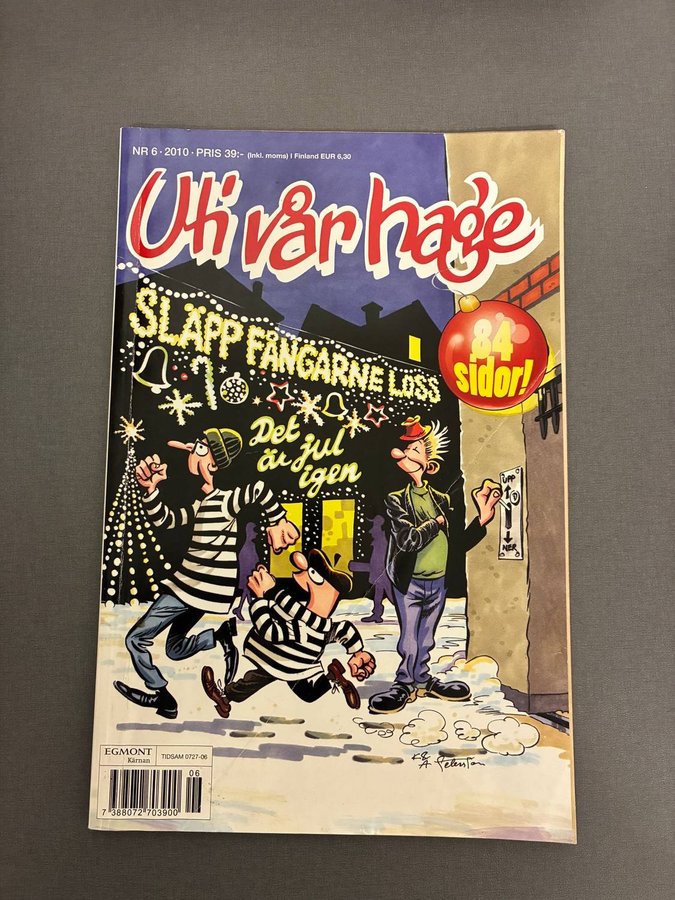 NR 6 · 2010 · PRIS 39:- (Inkl. moms) I Finland EUR 6,30
Uti vår hage
SLÄPP FÅNGARNE LOSS
84
sidor!
Det
är jul
igen
UPP
NER
EGMONT
Kärnan
TIDSAM 0727-06
06
7 388072 703900